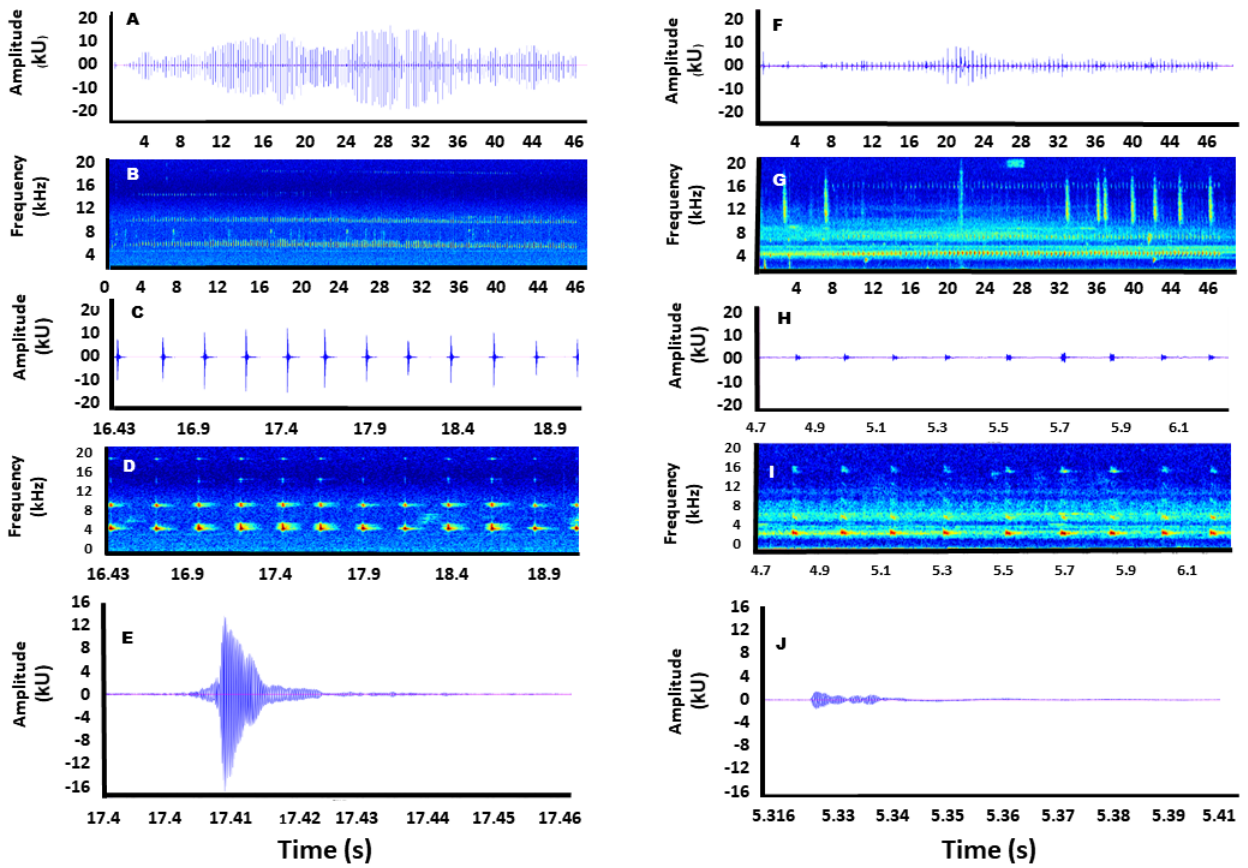 A
Amplitude
(kU)
20
10
00
-10
-20
4 8 12 16 20 24 28 32 36 40 44 46
B
Frequency
(kHz)
20
16
12
8
4
0 4 8 12 16 20 24 28 32 36 40 44 46
C
Amplitude
(kU)
20
10
00
-10
-20
16.43 16.9 17.4 17.9 18.4 18.9
D
Frequency
(kHz)
20
16
12
8
4
0
16.43 16.9 17.4 17.9 18.4 18.9
E
Amplitude
(kU)
16
12
8
4
0
-4
-8
-12
-16
17.4 17.4 17.41 17.42 17.43 17.44 17.45 17.46
Time (s)
F
Amplitude
(kU)
20
10
00
-10
-20
4 8 12 16 20 24 28 32 36 40 44 46
G
Frequency
(kHz)
20
16
12
8
4
4 8 12 16 20 24 28 32 36 40 44 46
H
Amplitude
(kU)
20
10
00
-10
-20
4.7 4.9 5.1 5.3 5.5 5.7 5.9 6.1
I
Frequency
(kHz)
20
16
12
8
4
0
4.7 4.9 5.1 5.3 5.5 5.7 5.9 6.1
J
Amplitude
(kU)
16
12
8
4
0
-4
-8
-12
-16
5.316 5.33 5.34 5.35 5.36 5.37 5.38 5.39 5.41
Time (s)